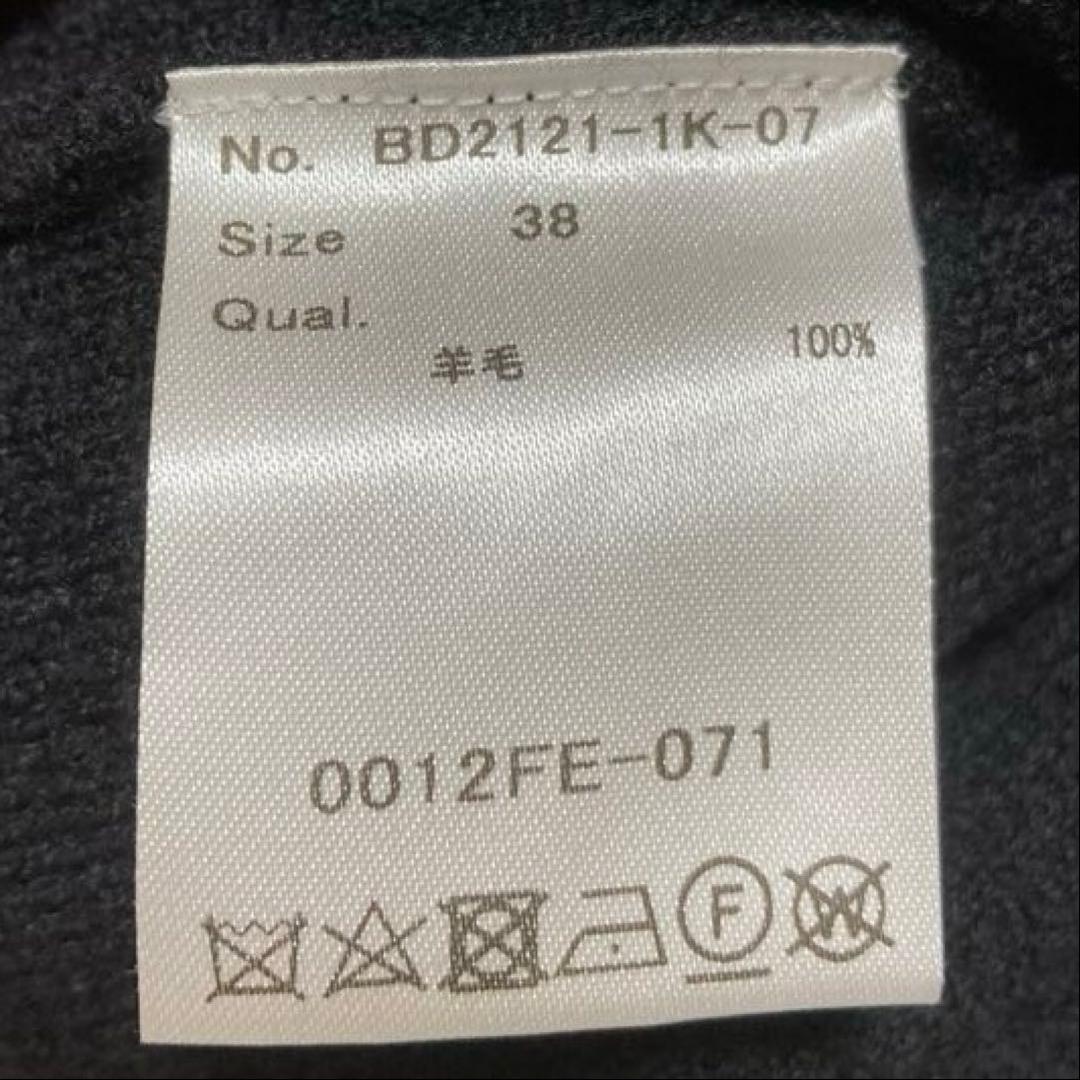 No. BD2121-1K-07
Size 38
Qual.
羊毛 100%
0012FE-071
F W